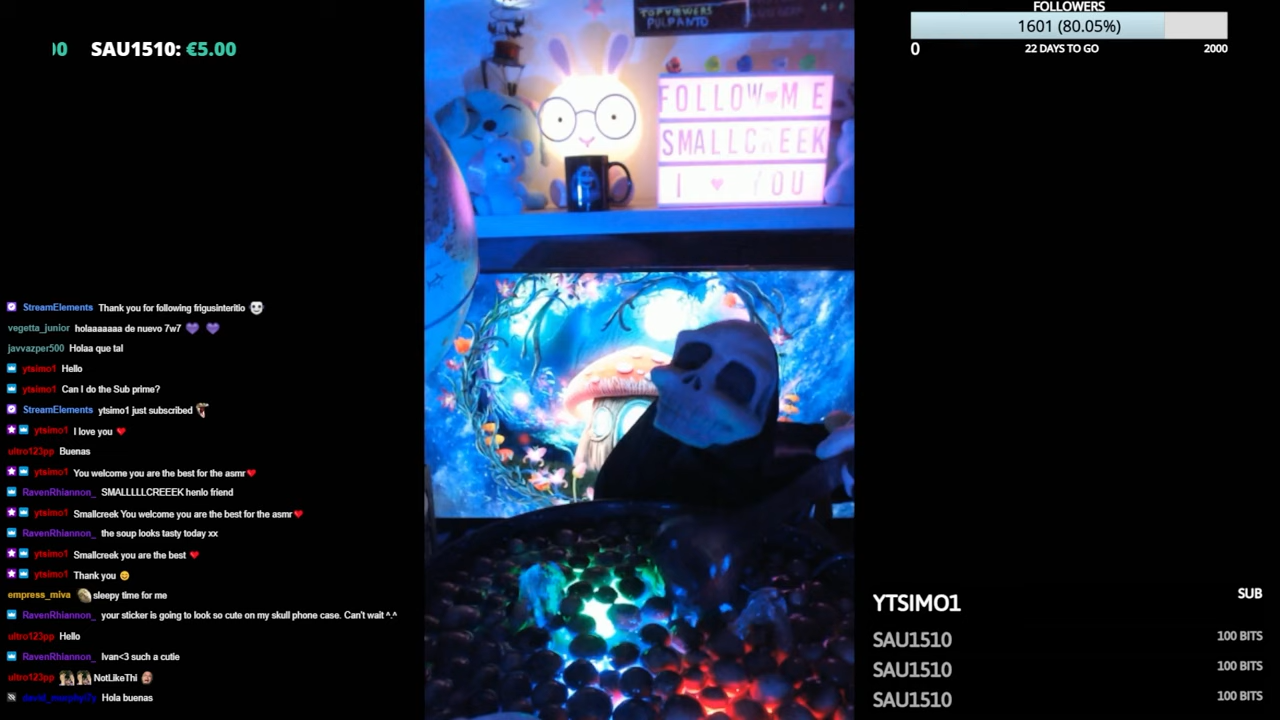 SAU1510: €5.00
TOPVIEWERS
PULPANTO
FOLLOW♥ME
SMALLCREEK
I ♥ YOU
FOLLOWERS
1601 (80.05%)
0
22 DAYS TO GO
2000
StreamElements Thank you for following frigusinteritio
vegetta_junior holaaaaaaa de nuevo 7w7 💜 💜
javvazper500 Holaa que tal
ytsimo1 Hello
ytsimo1 Can I do the Sub prime?
StreamElements ytsimo1 just subscribed
ytsimo1 I love you ❤
ultro123pp Buenas
ytsimo1 You welcome you are the best for the asmr❤
RavenRhiannon_ SMALLLLCREEEK henlo friend
ytsimo1 Smallcreek You welcome you are the best for the asmr❤
RavenRhiannon_ the soup looks tasty today xx
ytsimo1 Smallcreek you are the best ❤
ytsimo1 Thank you 😊
empress_miva sleepy time for me
RavenRhiannon_ your sticker is going to look so cute on my skull phone case. Can't wait ^.^
ultro123pp Hello
RavenRhiannon_ Ivan<3 such a cutie
ultro123pp NotLikeThi
Hola buenas
YTSIMO1 SUB
SAU1510 100 BITS
SAU1510 100 BITS
SAU1510 100 BITS